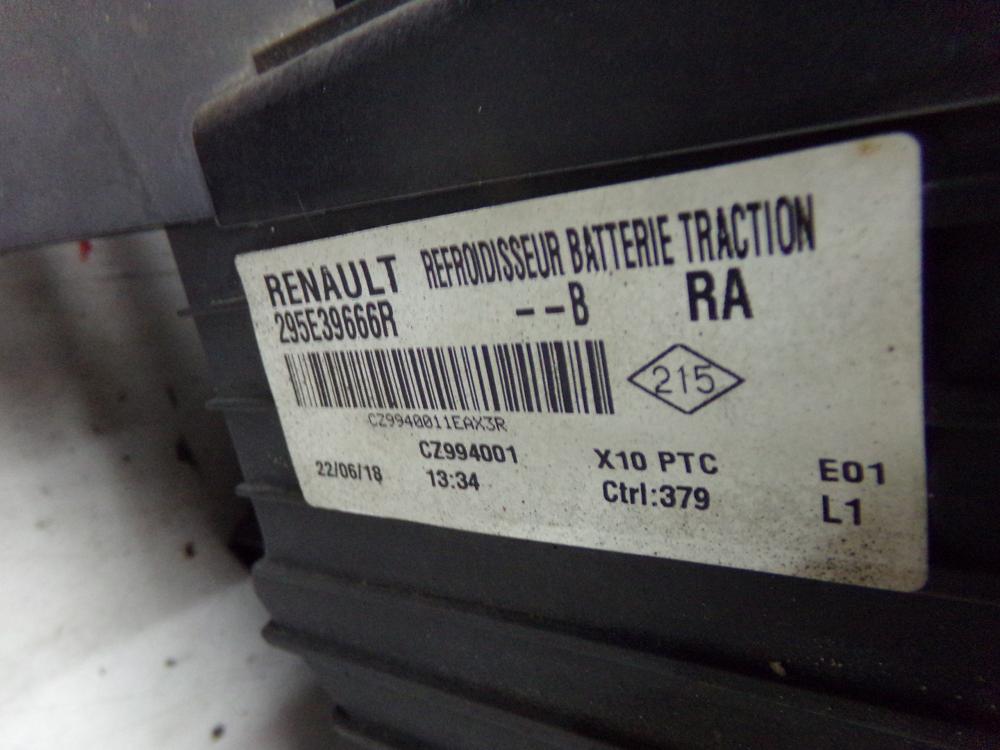 RENAULT REFROIDISSEUR BATTERIE TRACTION
295E39666R --B RA
215
CZ9940011EAX3R
CZ994001 X10 PTC E01
22/06/18 13:34 Ctrl:379 L1